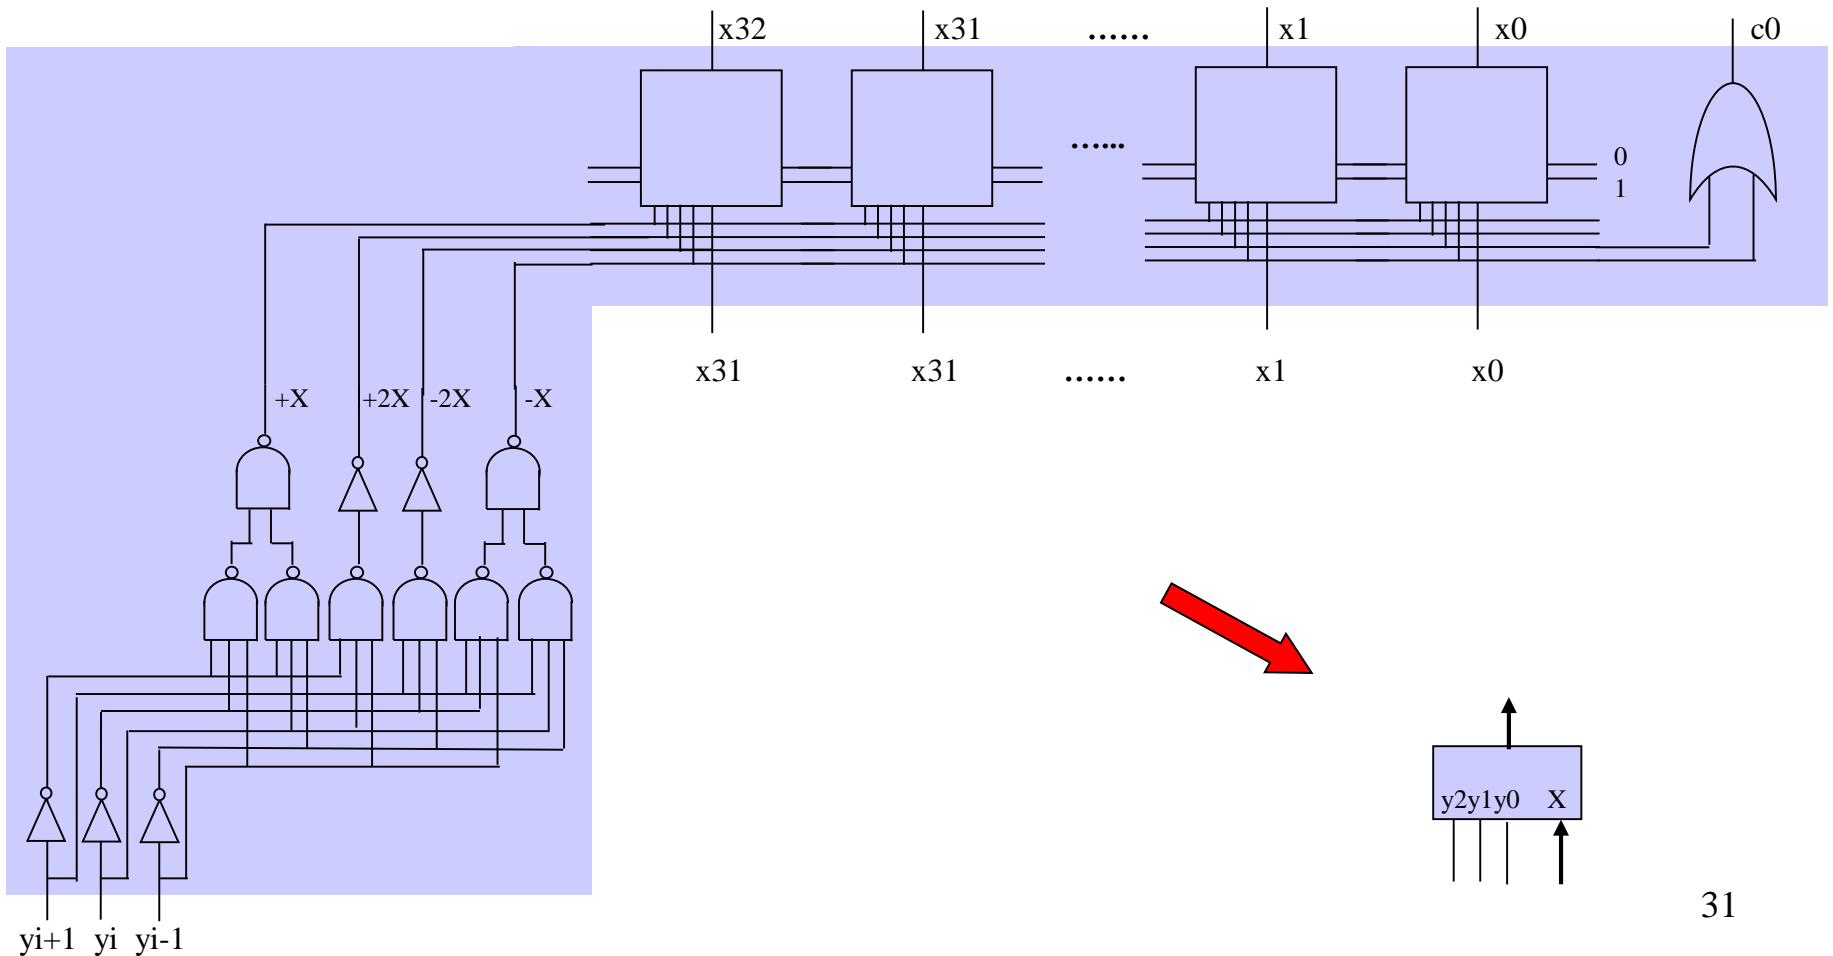 x32 x31 ...... x1 x0 c0
...... 0
1
x31 x31 ...... x1 x0
+X +2X -2X -X
y2y1y0 X
31
yi+1 yi yi-1